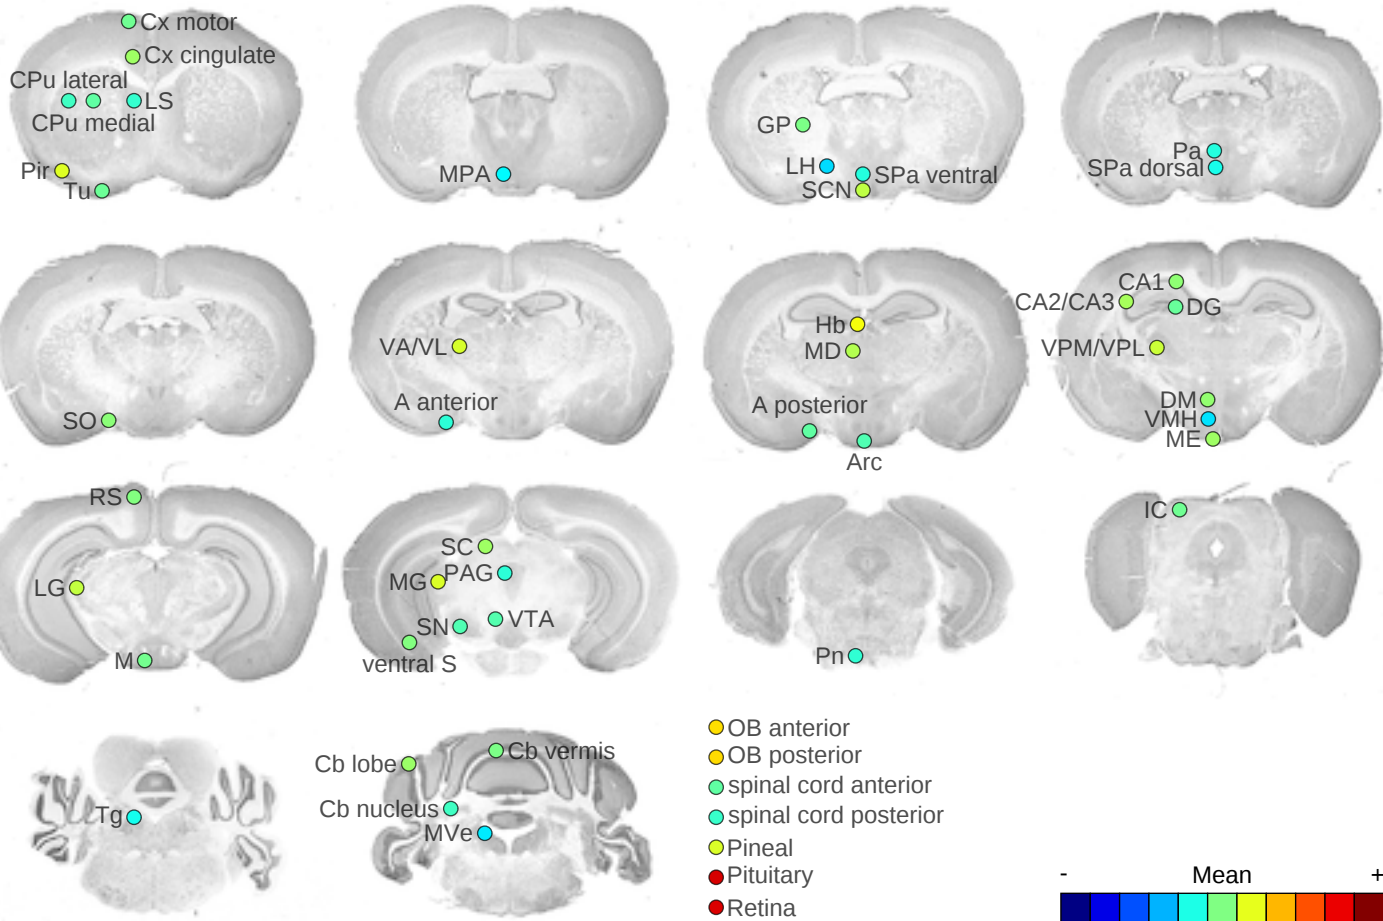 Cx motor
Cx cingulate
CPu lateral
LS
CPu medial
Pir
Tu
MPA
GP
LH
SPa ventral
SCN
Pa
SPa dorsal
SO
VA/VL
A anterior
Hb
MD
A posterior
Arc
CA1
CA2/CA3
DG
VPM/VPL
DM
VMH
ME
RS
LG
M
SC
PAG
MG
VTA
SN
ventral S
Pn
IC
Tg
Cb vermis
Cb lobe
Cb nucleus
MVe
OB anterior
OB posterior
spinal cord anterior
spinal cord posterior
Pineal
Pituitary
Retina
- Mean +